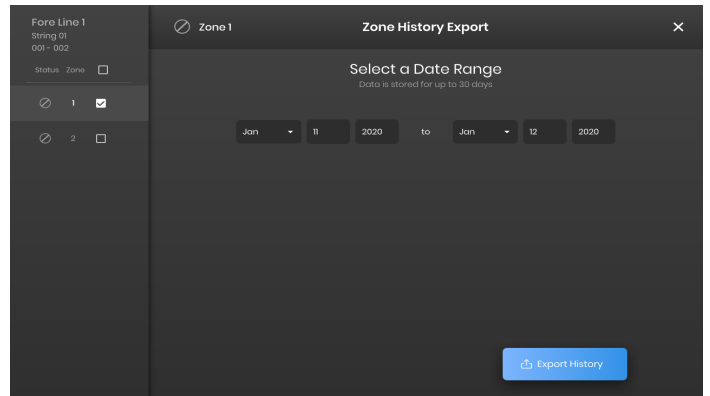 Fore Line 1
String 01
001 - 002
Status Zone
1
2
Zone 1
Zone History Export
Select a Date Range
Data is stored for up to 30 days
Jan 11 2020 to Jan 12 2020
Export History